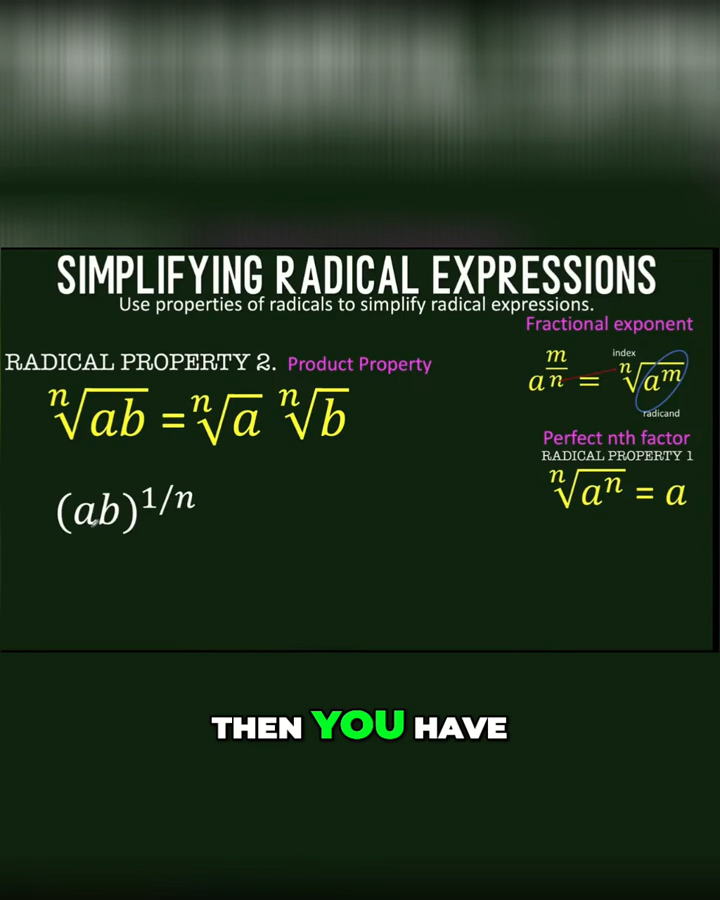 SIMPLIFYING RADICAL EXPRESSIONS
Use properties of radicals to simplify radical expressions.
Fractional exponent
RADICAL PROPERTY 2. Product Property
a^{m/n} = ⁿ√(a^m)
index
radicand
ⁿ√(ab) = ⁿ√a ⁿ√b
Perfect nth factor
RADICAL PROPERTY 1
ⁿ√(aⁿ) = a
(ab)^{1/n}
THEN YOU HAVE